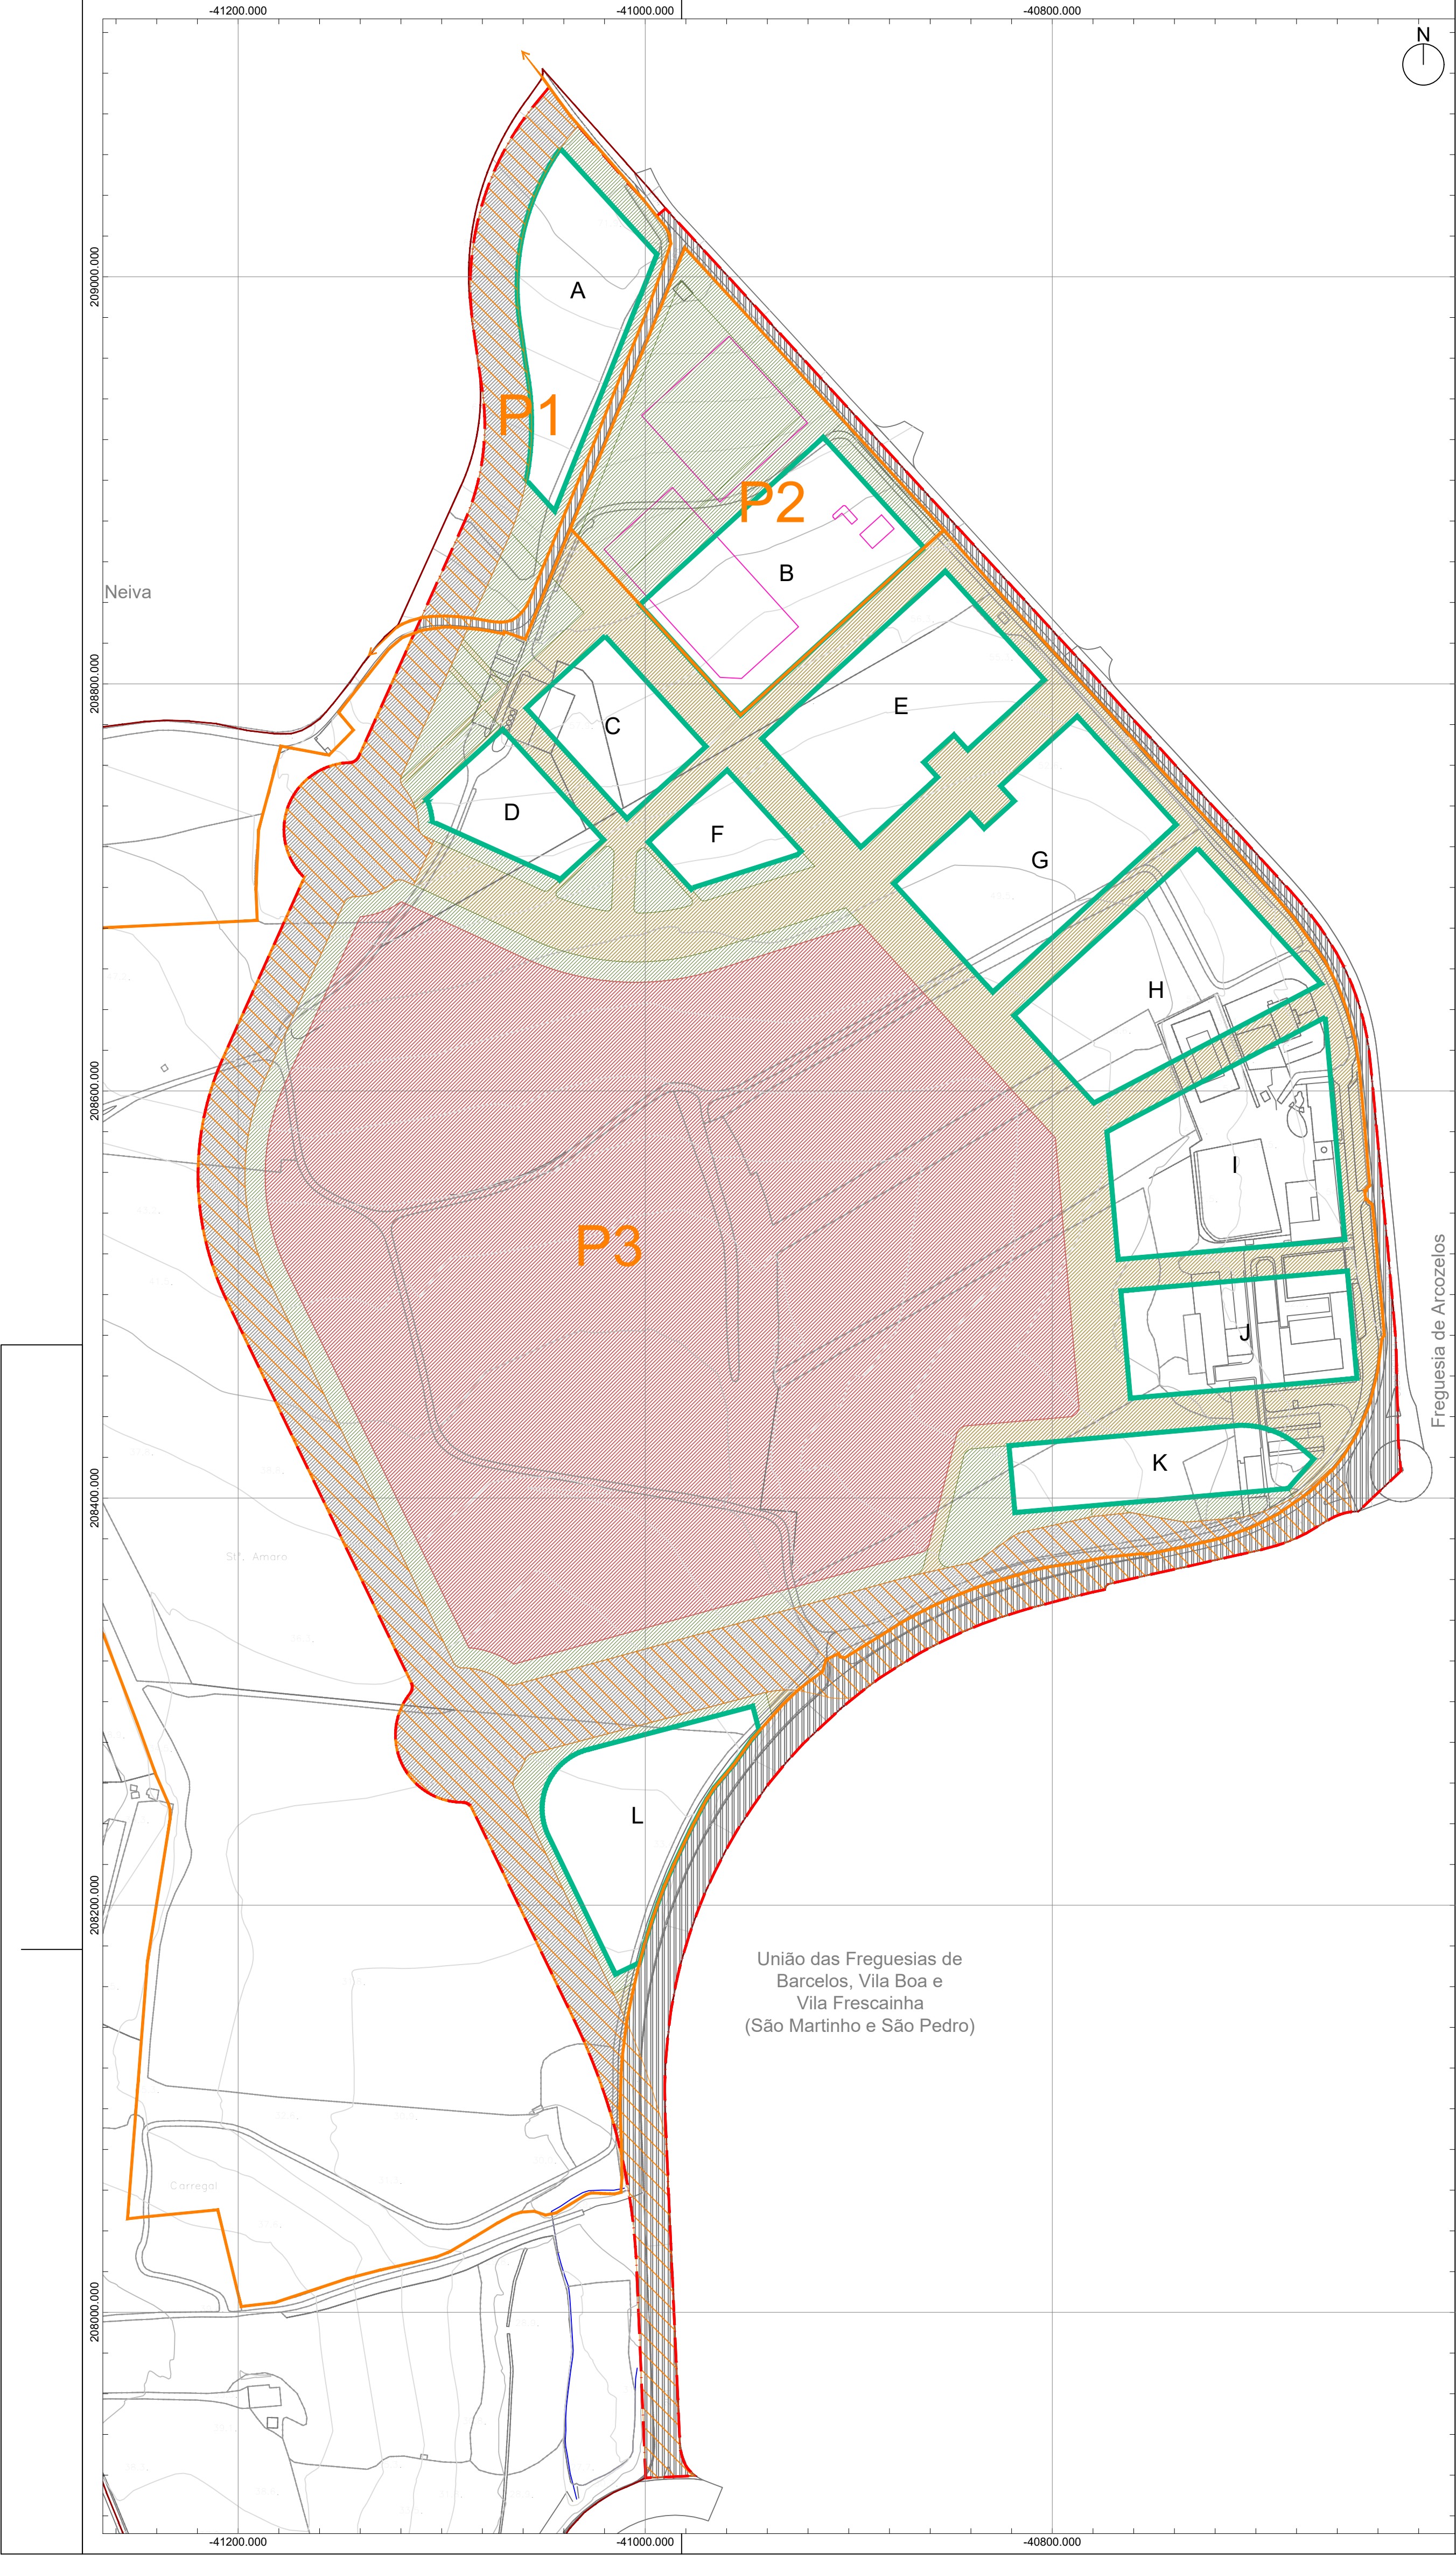 -41200.000
-41000.000
-40800.000
N
209000.000
A
P1
P2
B
Neiva
208800.000
E
C
D
F
G
H
208600.000
I
P3
Freguesia de Arcozelos
J
K
208400.000
Stº. Amaro
L
208200.000
União das Freguesias de
Barcelos, Vila Boa e
Vila Frescainha
(São Martinho e São Pedro)
Carregal
208000.000
-41200.000
-41000.000
-40800.000